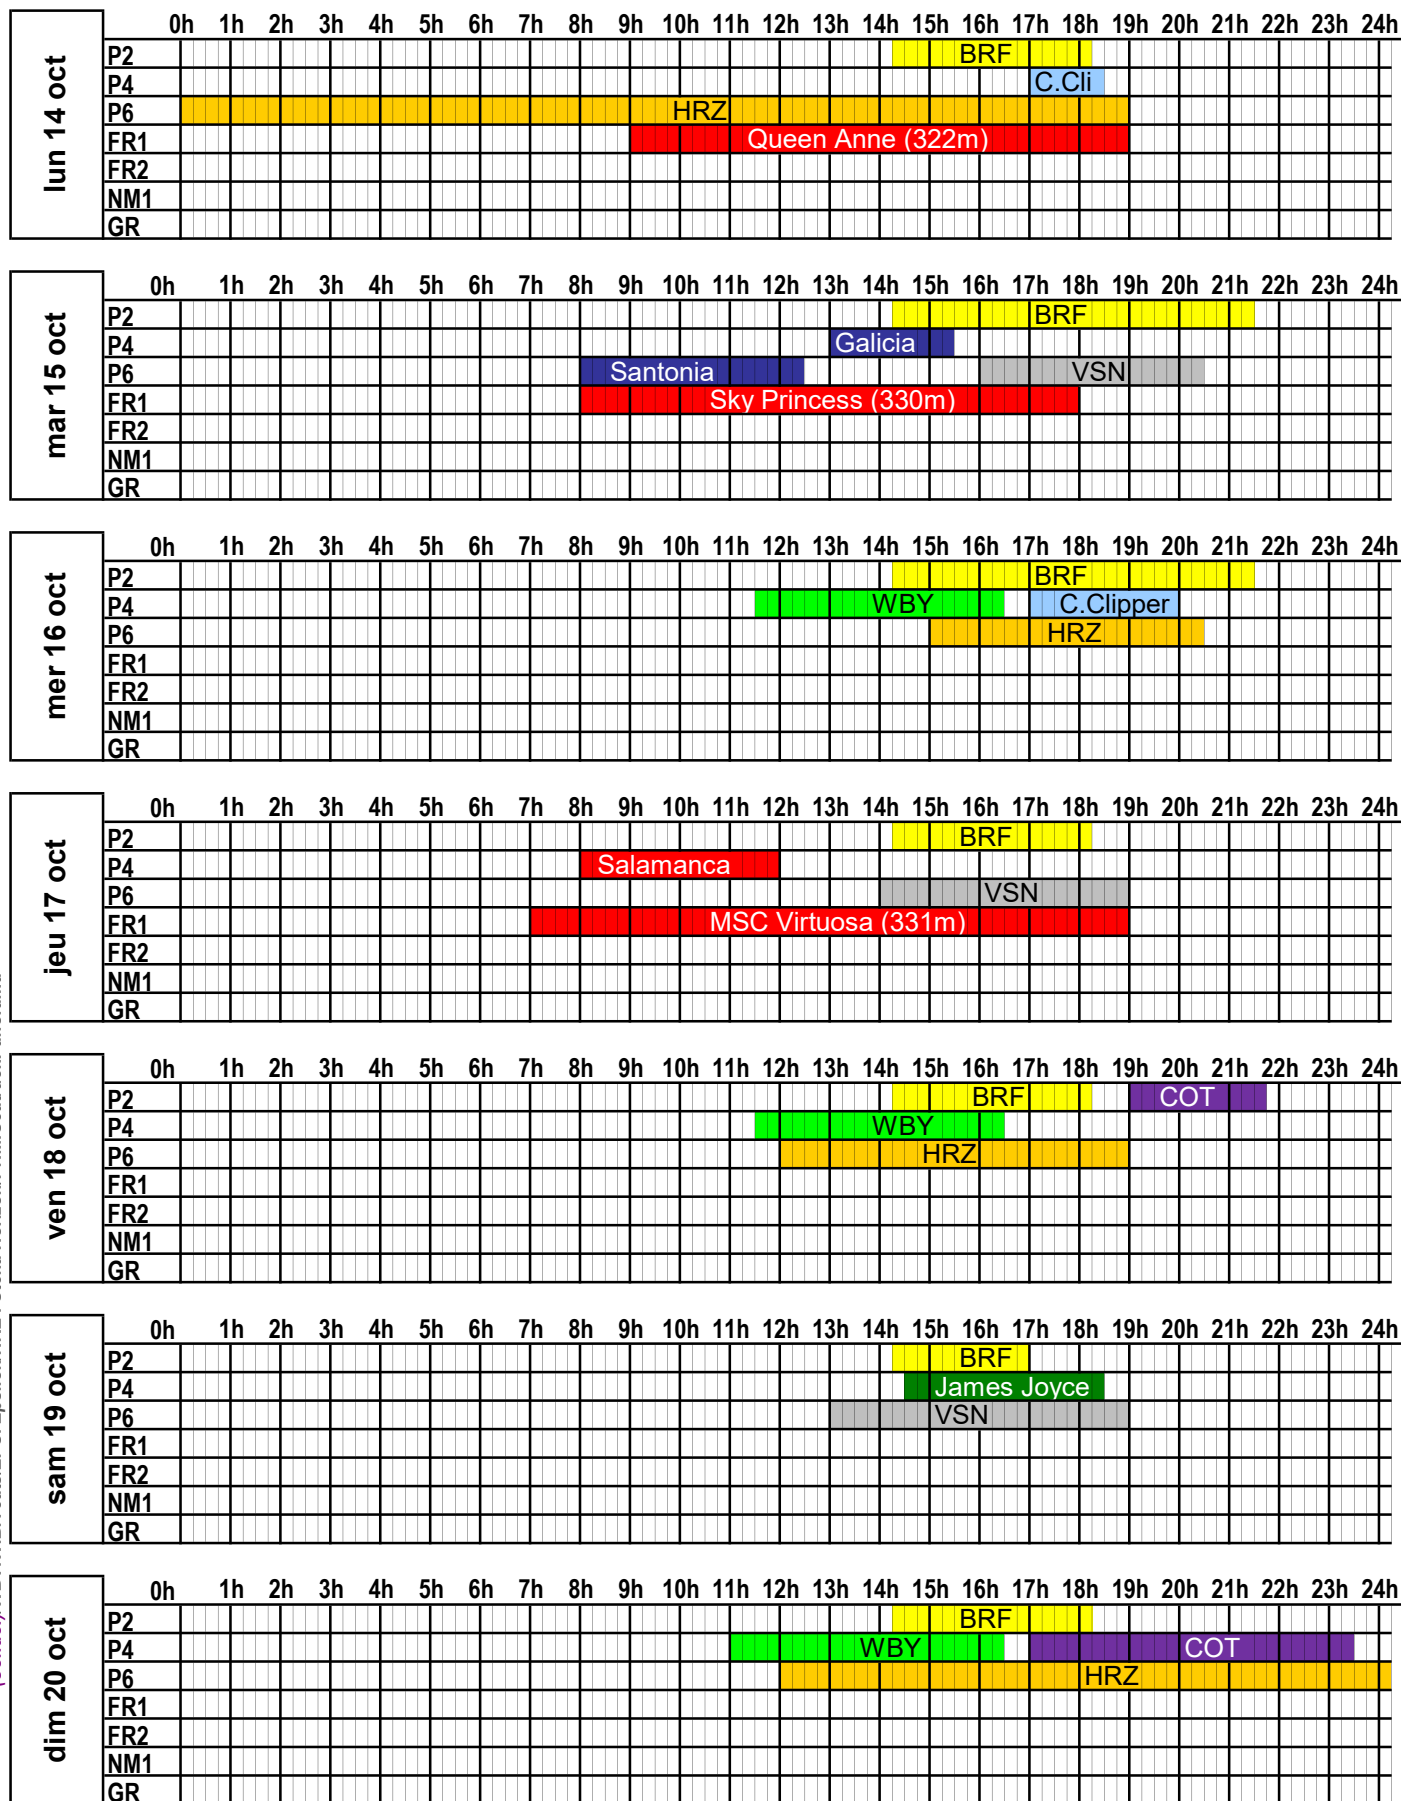 0h 1h 2h 3h 4h 5h 6h 7h 8h 9h 10h 11h 12h 13h 14h 15h 16h 17h 18h 19h 20h 21h 22h 23h 24h
lun 14 oct
P2 BRF
P4 C.Cli
P6 HRZ
FR1 Queen Anne (322m)
FR2
NM1
GR
0h 1h 2h 3h 4h 5h 6h 7h 8h 9h 10h 11h 12h 13h 14h 15h 16h 17h 18h 19h 20h 21h 22h 23h 24h
mar 15 oct
P2 BRF
P4 Galicia
P6 Santonia VSN
FR1 Sky Princess (330m)
FR2
NM1
GR
0h 1h 2h 3h 4h 5h 6h 7h 8h 9h 10h 11h 12h 13h 14h 15h 16h 17h 18h 19h 20h 21h 22h 23h 24h
mer 16 oct
P2 BRF
P4 WBY C.Clipper
P6 HRZ
FR1
FR2
NM1
GR
0h 1h 2h 3h 4h 5h 6h 7h 8h 9h 10h 11h 12h 13h 14h 15h 16h 17h 18h 19h 20h 21h 22h 23h 24h
jeu 17 oct
P2 BRF
P4 Salamanca
P6 VSN
FR1 MSC Virtuosa (331m)
FR2
NM1
GR
0h 1h 2h 3h 4h 5h 6h 7h 8h 9h 10h 11h 12h 13h 14h 15h 16h 17h 18h 19h 20h 21h 22h 23h 24h
ven 18 oct
P2 BRF COT
P4 WBY
P6 HRZ
FR1
FR2
NM1
GR
0h 1h 2h 3h 4h 5h 6h 7h 8h 9h 10h 11h 12h 13h 14h 15h 16h 17h 18h 19h 20h 21h 22h 23h 24h
sam 19 oct
P2 BRF
P4 James Joyce
P6 VSN
FR1
FR2
NM1
GR
0h 1h 2h 3h 4h 5h 6h 7h 8h 9h 10h 11h 12h 13h 14h 15h 16h 17h 18h 19h 20h 21h 22h 23h 24h
dim 20 oct
P2 BRF
P4 WBY COT
P6 HRZ
FR1
FR2
NM1
GR